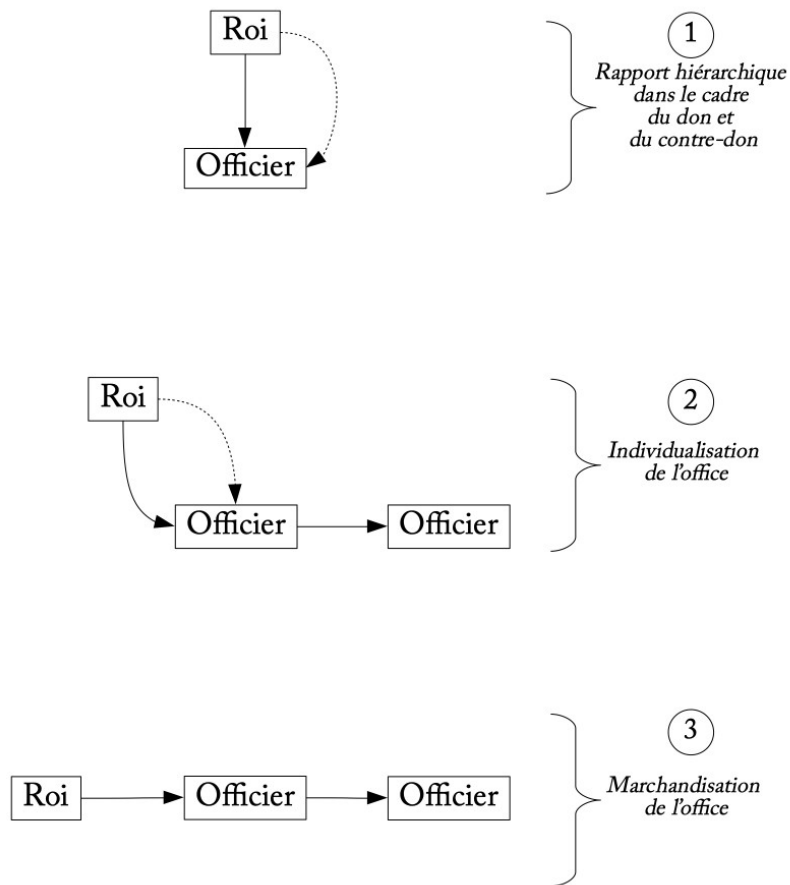 Roi
Officier
1
Rapport hiérarchique
dans le cadre
du don et
du contre-don
Roi
Officier
Officier
2
Individualisation
de l'office
Roi
Officier
Officier
3
Marchandisation
de l'office